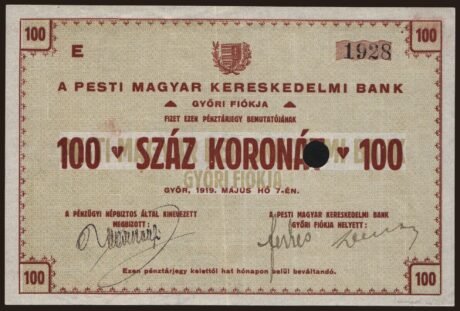 100
100
E
1928
A PESTI MAGYAR KERESKEDELMI BANK
GYŐRI FIÓKJA
FIZET EZEN PÉNZTÁRJEGY BEMUTATÓJÁNAK
100 ♥ SZÁZ KORONÁ ♥ 100
GYŐRI FIÓKJA
GYŐR, 1919. MÁJUS HÓ 7-ÉN.
A PÉNZÜGYI NÉPBIZTOS ÁLTAL KINEVEZETT
MEGBIZOTT:
A PESTI MAGYAR KERESKEDELMI BANK
GYŐRI FIÓKJA HELYETT:
Ezen pénztárjegy kelettől hat hónapon belül beváltandó.
100
100